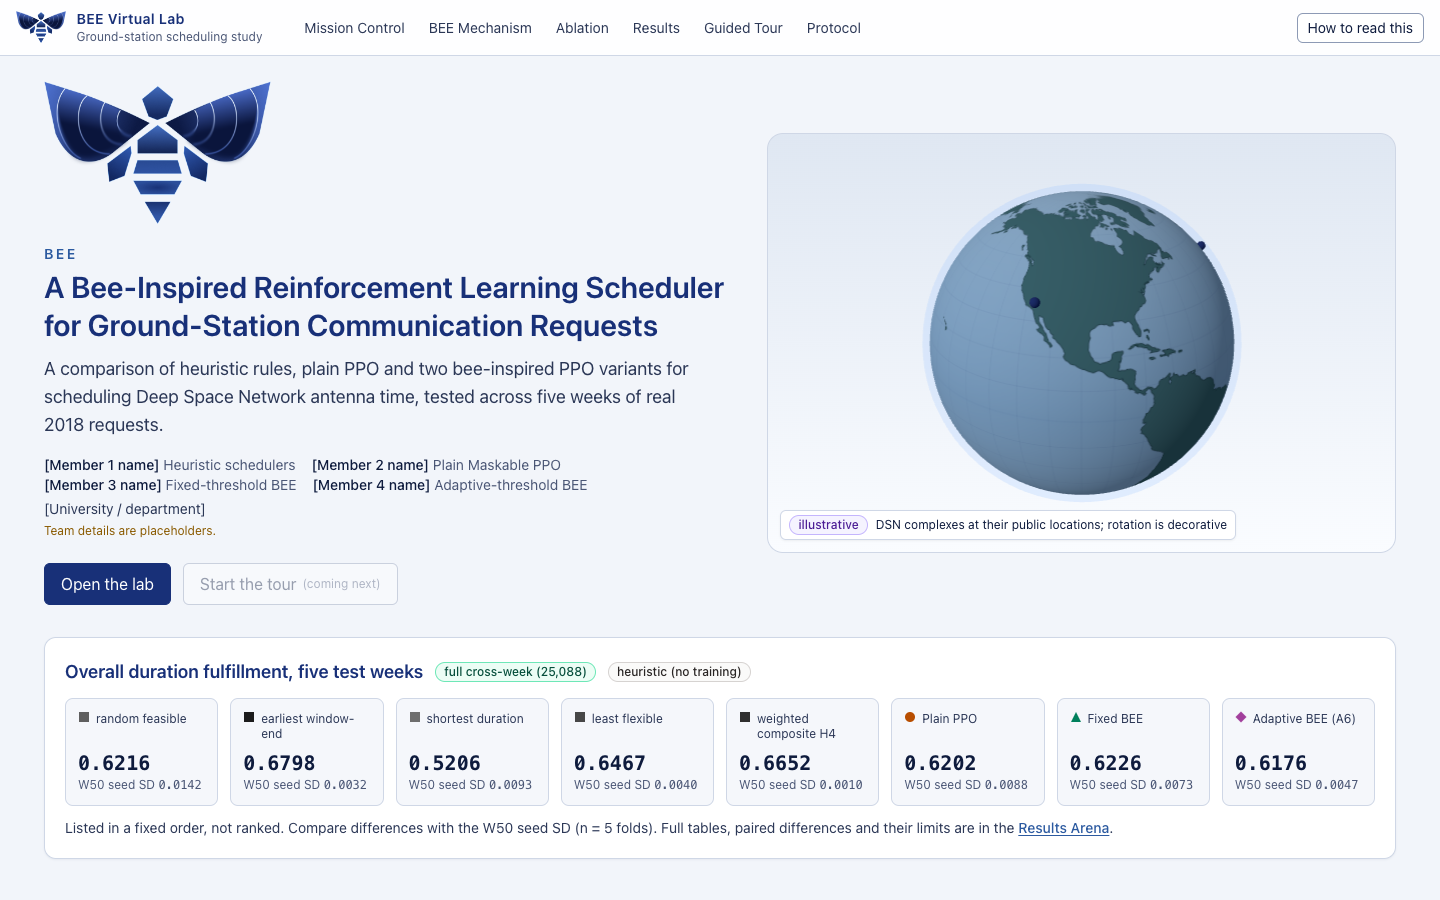 BEE Virtual Lab
Ground-station scheduling study
Mission Control
BEE Mechanism
Ablation
Results
Guided Tour
Protocol
How to read this
BEE
A Bee-Inspired Reinforcement Learning Scheduler
for Ground-Station Communication Requests
A comparison of heuristic rules, plain PPO and two bee-inspired PPO variants for
scheduling Deep Space Network antenna time, tested across five weeks of real
2018 requests.
[Member 1 name] Heuristic schedulers [Member 2 name] Plain Maskable PPO
[Member 3 name] Fixed-threshold BEE [Member 4 name] Adaptive-threshold BEE
[University / department]
Team details are placeholders.
Open the lab
Start the tour (coming next)
illustrative DSN complexes at their public locations; rotation is decorative
Overall duration fulfillment, five test weeks
full cross-week (25,088)
heuristic (no training)
random feasible
0.6216
W50 seed SD 0.0142
earliest window-
end
0.6798
W50 seed SD 0.0032
shortest duration
0.5206
W50 seed SD 0.0093
least flexible
0.6467
W50 seed SD 0.0040
weighted
composite H4
0.6652
W50 seed SD 0.0010
Plain PPO
0.6202
W50 seed SD 0.0088
Fixed BEE
0.6226
W50 seed SD 0.0073
Adaptive BEE (A6)
0.6176
W50 seed SD 0.0047
Listed in a fixed order, not ranked. Compare differences with the W50 seed SD (n = 5 folds). Full tables, paired differences and their limits are in the Results Arena.